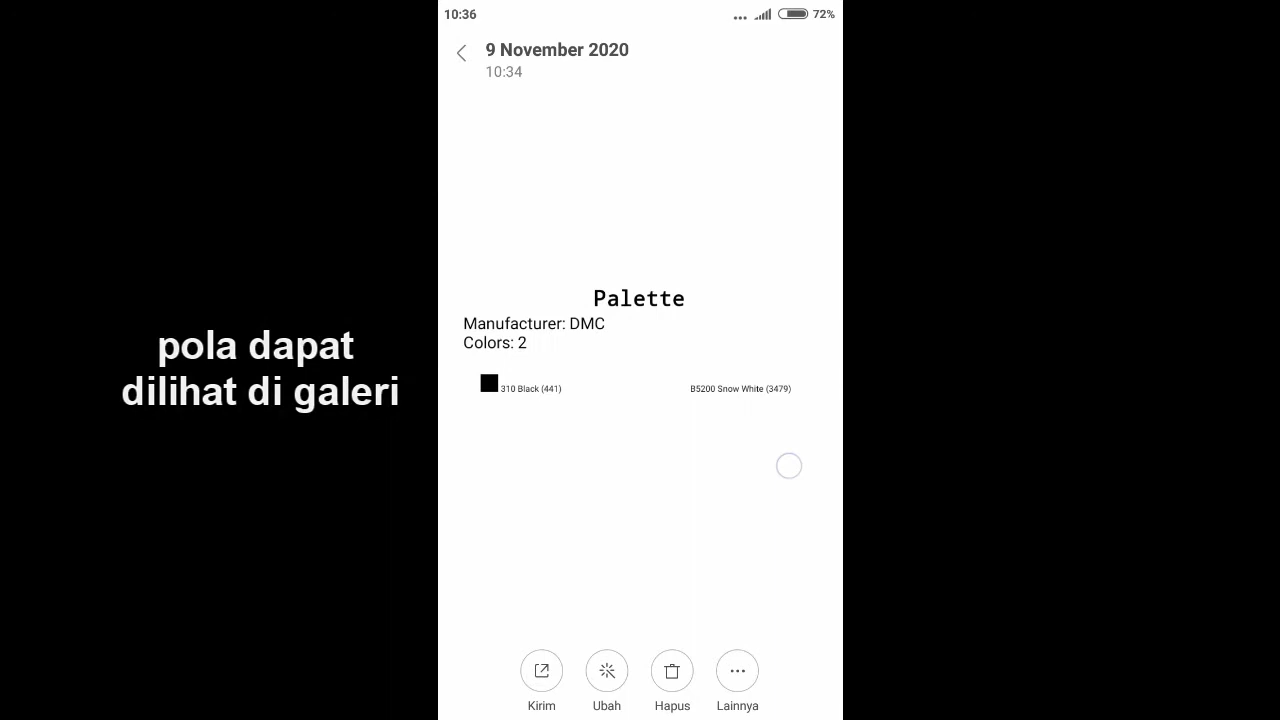 10:36
72%
9 November 2020
10:34
Palette
Manufacturer: DMC
Colors: 2
310 Black (441)
B5200 Snow White (3479)
pola dapat
dilihat di galeri
Kirim
Ubah
Hapus
Lainnya